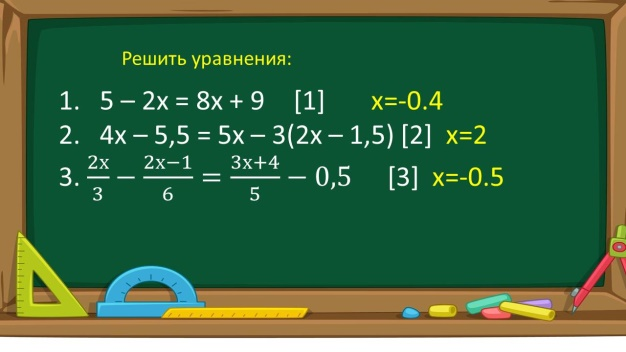 Решить уравнения:
1. 5 – 2x = 8x + 9 [1] x=-0.4
2. 4x – 5,5 = 5x – 3(2x – 1,5) [2] x=2
3. 2x/3 − 2x−1/6 = 3x+4/5 − 0,5 [3] x=-0.5